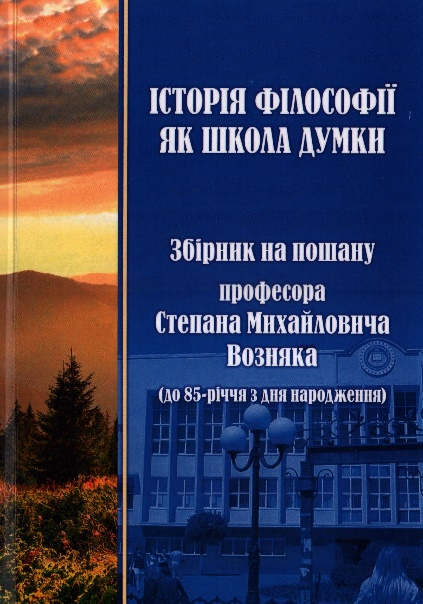 ІСТОРІЯ ФІЛОСОФІЇ
ЯК ШКОЛА ДУМКИ
Збірник на пошану
професора
Степана Михайловича
Возняка
(до 85-річчя з дня народження)